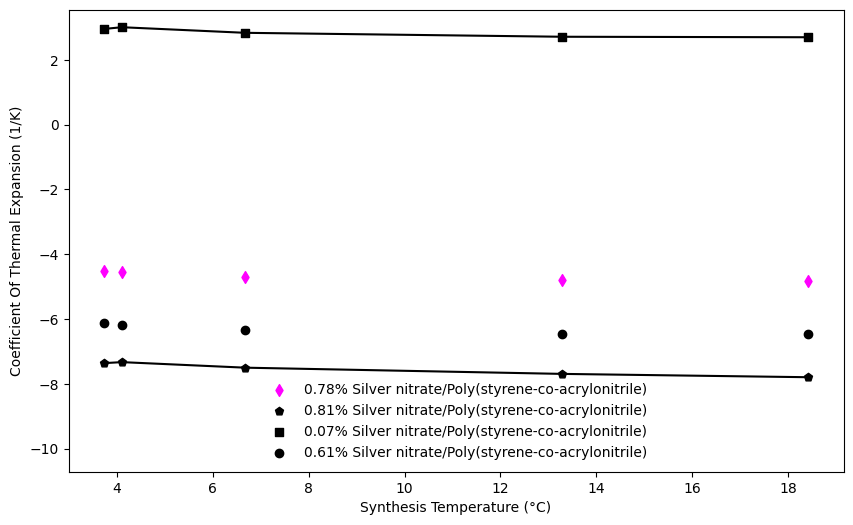 Coefficient Of Thermal Expansion (1/K)
2
0
−2
−4
−6
−8
−10
0.78% Silver nitrate/Poly(styrene-co-acrylonitrile)
0.81% Silver nitrate/Poly(styrene-co-acrylonitrile)
0.07% Silver nitrate/Poly(styrene-co-acrylonitrile)
0.61% Silver nitrate/Poly(styrene-co-acrylonitrile)
4 6 8 10 12 14 16 18
Synthesis Temperature (°C)